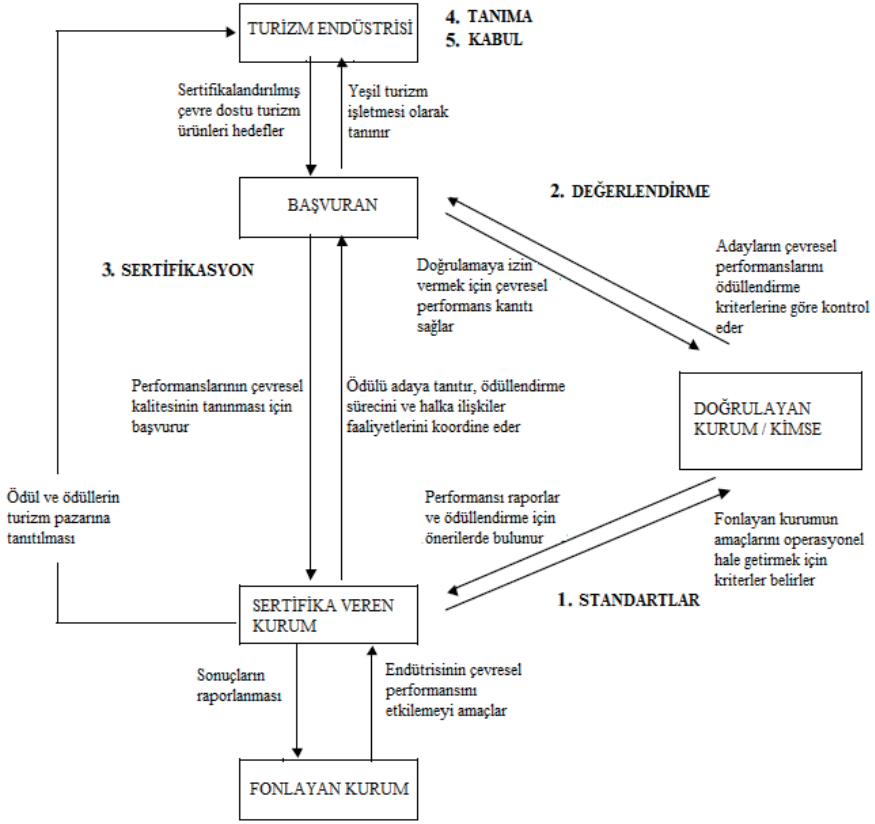 TURİZM ENDÜSTRİSİ
4. TANIMA
5. KABUL
Sertifikalandırılmış
çevre dostu turizm
ürünleri hedefler
Yeşil turizm
işletmesi olarak
tanınır
BAŞVURAN
2. DEĞERLENDİRME
3. SERTİFİKASYON
Doğrulamaya izin
vermek için çevresel
performans kanıtı
sağlar
Adayların çevresel
performanslarını
ödüllendirme
kriterlerine göre kontrol
eder
Performanslarının çevresel
kalitesinin tanınması için
başvurur
Ödülü adaya tanıtır, ödüllendirme
sürecini ve halka ilişkiler
faaliyetlerini koordine eder
DOĞRULAYAN
KURUM / KİMSE
Ödül ve ödüllerin
turizm pazarına
tanıtılması
Performansı raporlar
ve ödüllendirme için
önerilerde bulunur
Fonlayan kurumun
amaçlarını operasyonel
hale getirmek için
kriterler belirler
1. STANDARTLAR
SERTİFİKA VEREN
KURUM
Sonuçların
raporlanması
Endütrisinin çevresel
performansını
etkilemeyi amaçlar
FONLAYAN KURUM